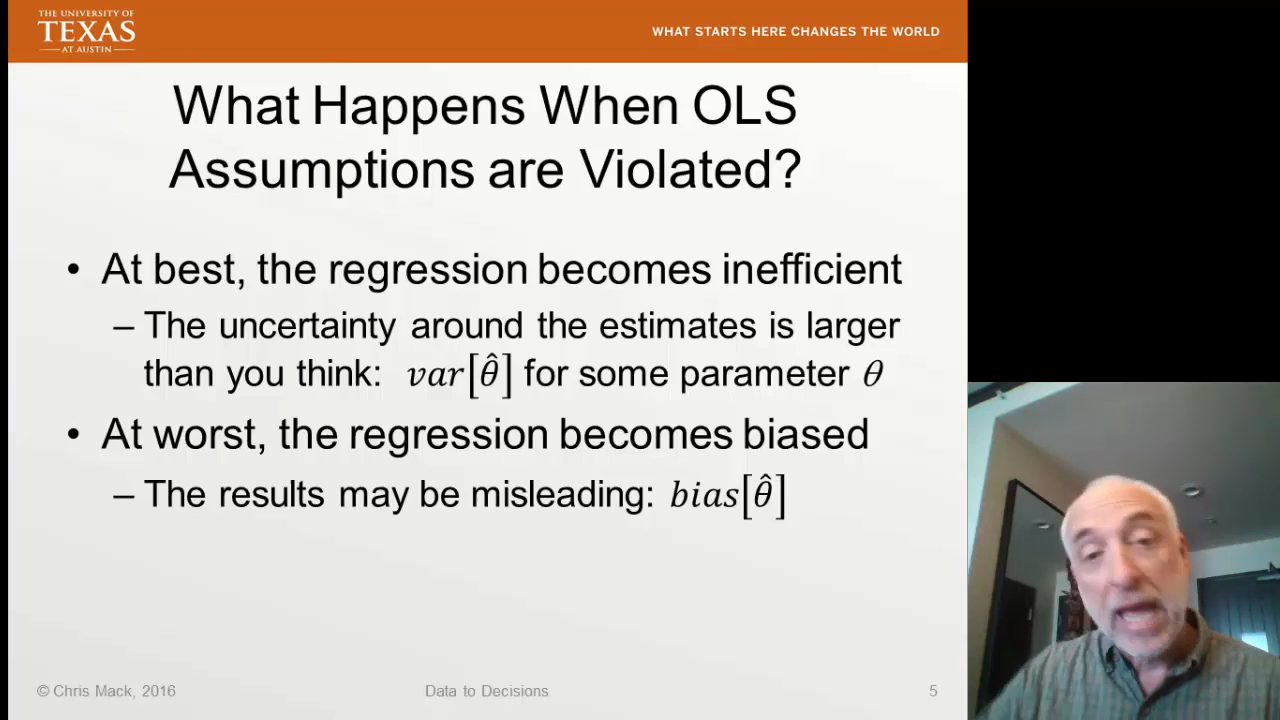 THE UNIVERSITY OF
TEXAS
AT AUSTIN
WHAT STARTS HERE CHANGES THE WORLD
What Happens When OLS
Assumptions are Violated?
• At best, the regression becomes inefficient
– The uncertainty around the estimates is larger
than you think: var[θ̂] for some parameter θ
• At worst, the regression becomes biased
– The results may be misleading: bias[θ̂]
© Chris Mack, 2016
Data to Decisions
5